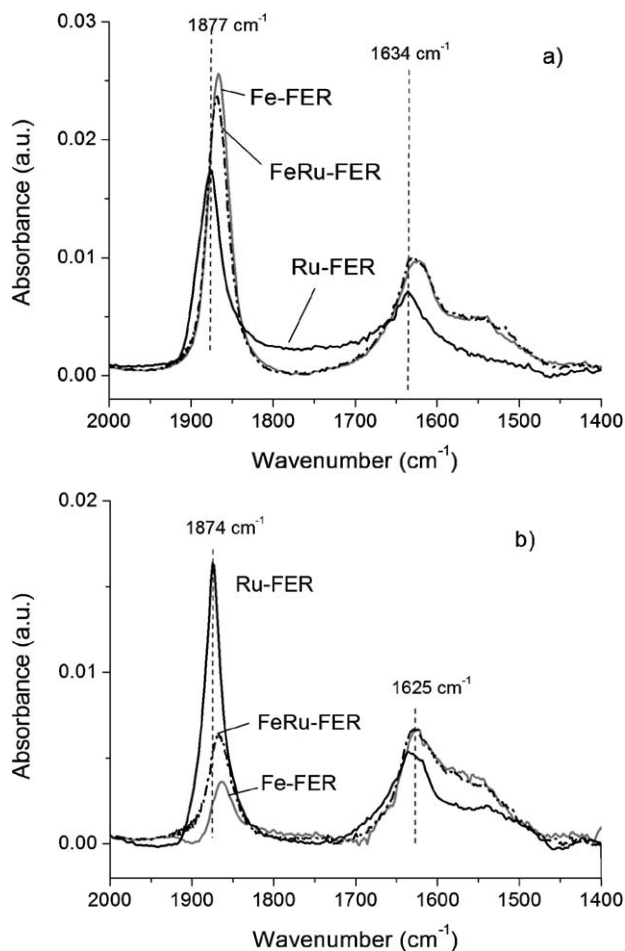 1877 cm⁻¹
1634 cm⁻¹
a)
Fe-FER
FeRu-FER
Ru-FER
0.03
0.02
0.01
0.00
Absorbance (a.u.)
2000 1900 1800 1700 1600 1500 1400
Wavenumber (cm⁻¹)
1874 cm⁻¹
b)
Ru-FER
1625 cm⁻¹
FeRu-FER
Fe-FER
0.02
0.01
0.00
Absorbance (a.u.)
2000 1900 1800 1700 1600 1500 1400
Wavenumber (cm⁻¹)